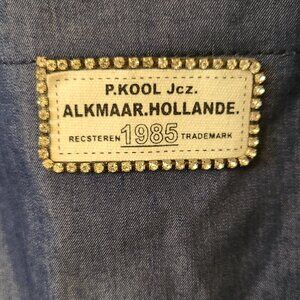 P.KOOL Jcz.
ALKMAAR.HOLLANDE.
RECSTEREN 1985 TRADEMARK